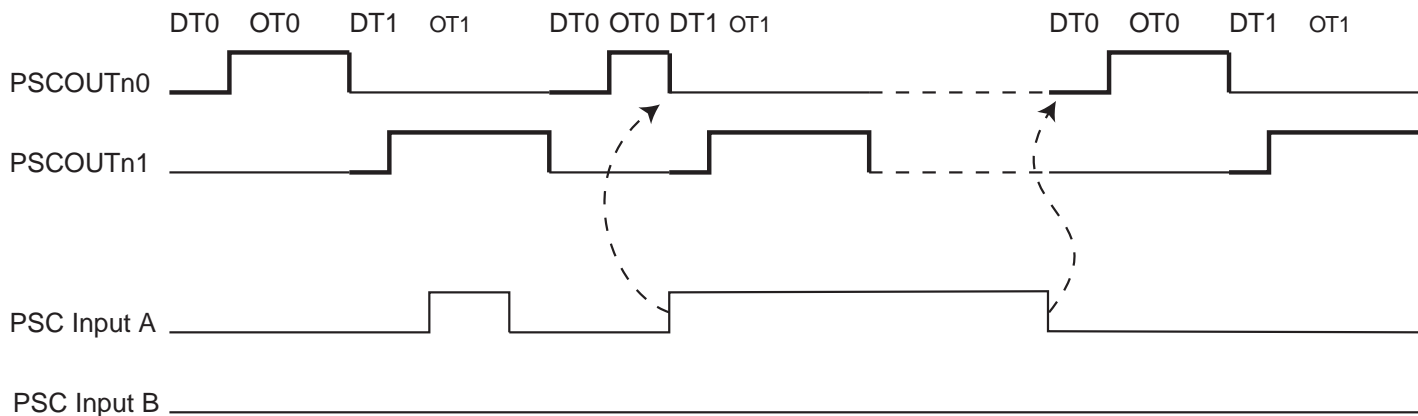 DT0 OT0 DT1 OT1 DT0 OT0 DT1 OT1 DT0 OT0 DT1 OT1
PSCOUTn0
PSCOUTn1
PSC Input A
PSC Input B